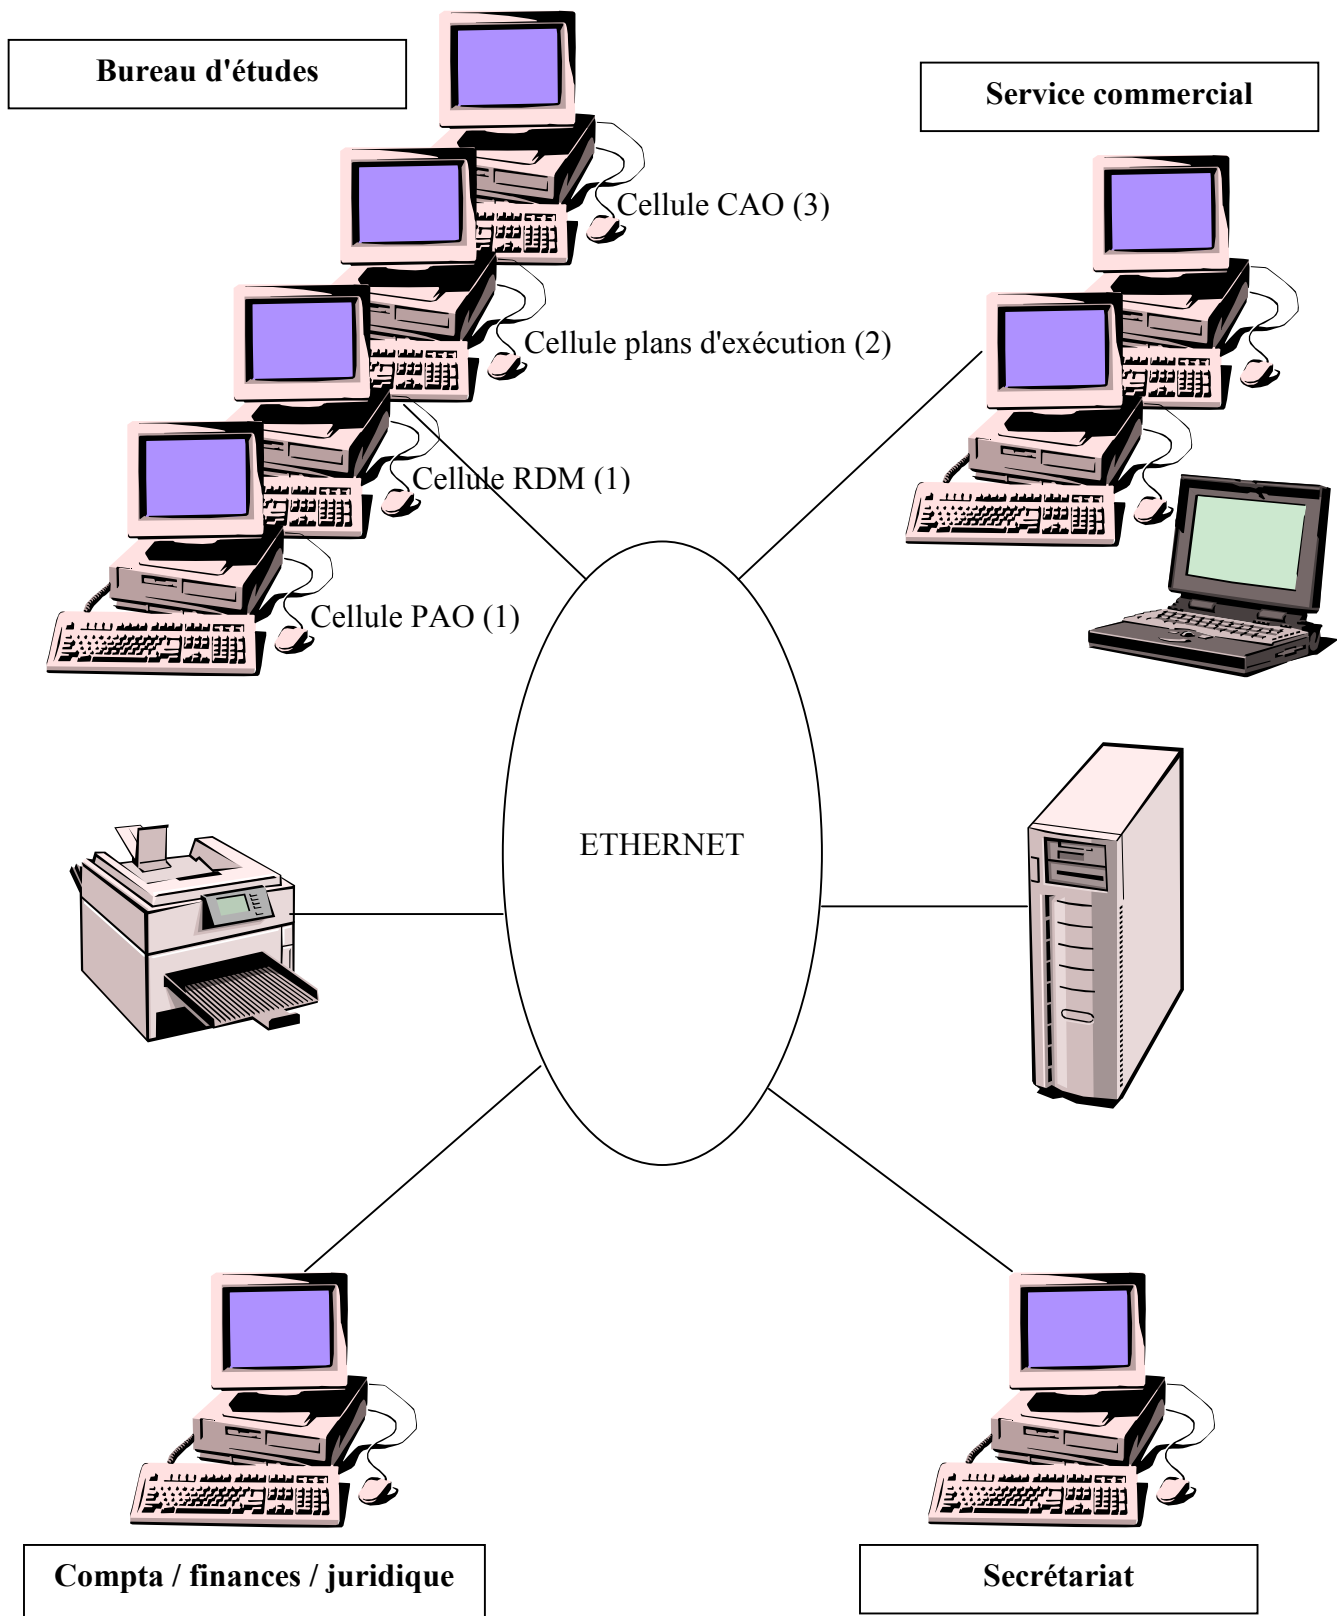 Bureau d'études
Service commercial
Cellule CAO (3)
Cellule plans d'exécution (2)
Cellule RDM (1)
Cellule PAO (1)
ETHERNET
Compta / finances / juridique
Secrétariat